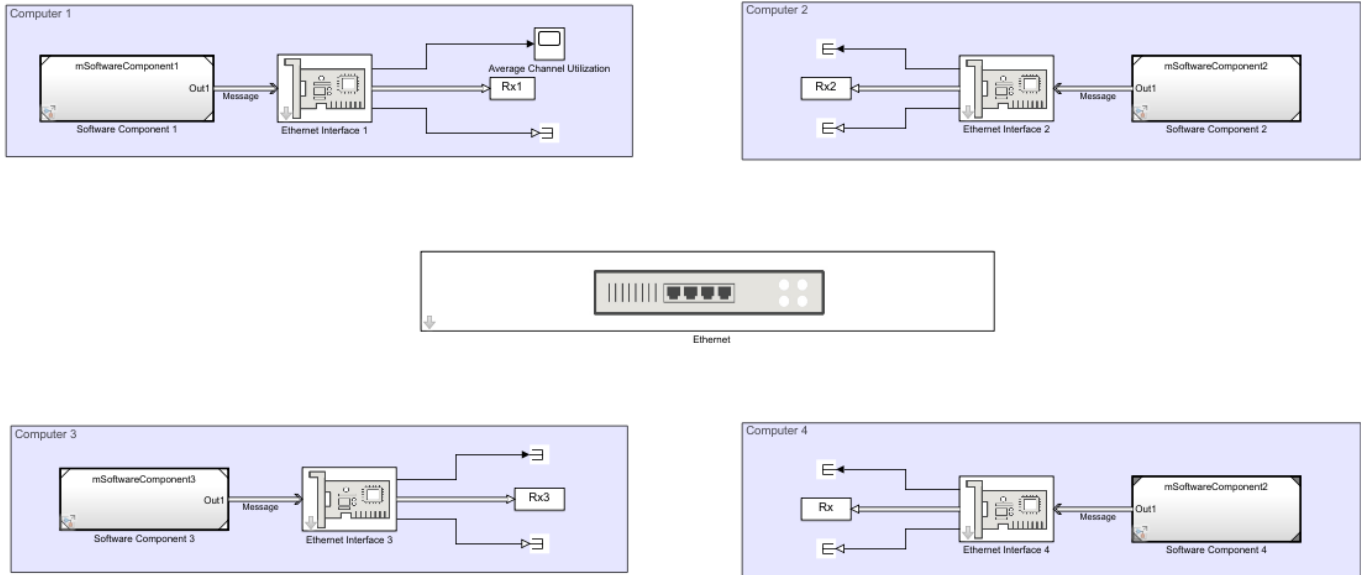 Computer 1
mSoftwareComponent1
Out1
Message
Software Component 1
Ethernet Interface 1
Average Channel Utilization
Rx1
Computer 2
Rx2
Ethernet Interface 2
Message
mSoftwareComponent2
Out1
Software Component 2
Ethernet
Computer 3
mSoftwareComponent3
Out1
Message
Software Component 3
Ethernet Interface 3
Rx3
Computer 4
Rx
Ethernet Interface 4
Message
mSoftwareComponent2
Out1
Software Component 4